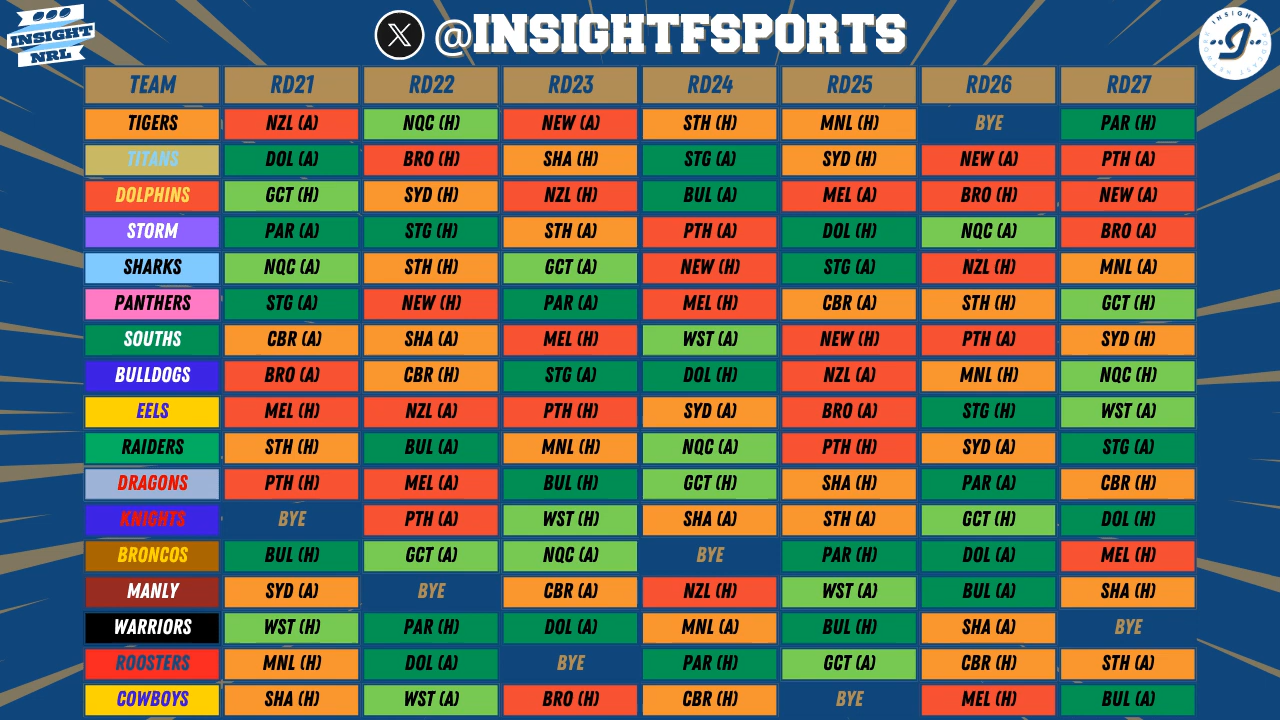 INSIGHT
NRL
@INSIGHTFSPORTS
INSIGHT
PODCAST NETWORK
TEAM RD21 RD22 RD23 RD24 RD25 RD26 RD27
TIGERS NZL (A) NQC (H) NEW (A) STH (H) MNL (H) BYE PAR (H)
TITANS DOL (A) BRO (H) SHA (H) STG (A) SYD (H) NEW (A) PTH (A)
DOLPHINS GCT (H) SYD (H) NZL (H) BUL (A) MEL (A) BRO (H) NEW (A)
STORM PAR (A) STG (H) STH (A) PTH (A) DOL (H) NQC (A) BRO (A)
SHARKS NQC (A) STH (H) GCT (A) NEW (H) STG (A) NZL (H) MNL (A)
PANTHERS STG (A) NEW (H) PAR (A) MEL (H) CBR (A) STH (H) GCT (H)
SOUTHS CBR (A) SHA (A) MEL (H) WST (A) NEW (H) PTH (A) SYD (H)
BULLDOGS BRO (A) CBR (H) STG (A) DOL (H) NZL (A) MNL (H) NQC (H)
EELS MEL (H) NZL (A) PTH (H) SYD (A) BRO (A) STG (H) WST (A)
RAIDERS STH (H) BUL (A) MNL (H) NQC (A) PTH (H) SYD (A) STG (A)
DRAGONS PTH (H) MEL (A) BUL (H) GCT (H) SHA (H) PAR (A) CBR (H)
KNIGHTS BYE PTH (A) WST (H) SHA (A) STH (A) GCT (H) DOL (H)
BRONCOS BUL (H) GCT (A) NQC (A) BYE PAR (H) DOL (A) MEL (H)
MANLY SYD (A) BYE CBR (A) NZL (H) WST (A) BUL (A) SHA (H)
WARRIORS WST (H) PAR (H) DOL (A) MNL (A) BUL (H) SHA (A) BYE
ROOSTERS MNL (H) DOL (A) BYE PAR (H) GCT (A) CBR (H) STH (A)
COWBOYS SHA (H) WST (A) BRO (H) CBR (H) BYE MEL (H) BUL (A)